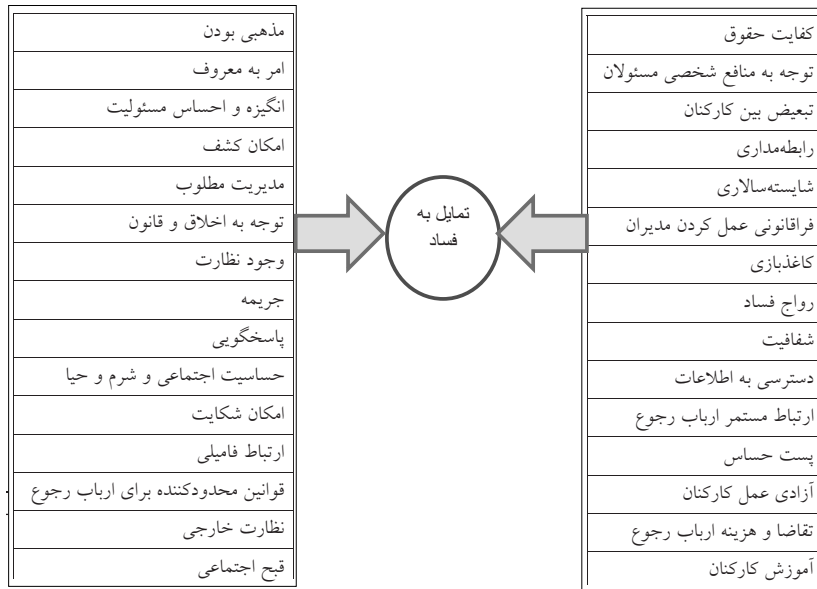 کفایت حقوق
توجه به منافع شخصی مسئولان
تبعیض بین کارکنان
رابطه‌مداری
شایسته‌سالاری
فراقانونی عمل کردن مدیران
کاغذبازی
رواج فساد
شفافیت
دسترسی به اطلاعات
ارتباط مستمر ارباب رجوع
پست حساس
آزادی عمل کارکنان
تقاضا و هزینه ارباب رجوع
آموزش کارکنان
تمایل به
فساد
مذهبی بودن
امر به معروف
انگیزه و احساس مسئولیت
امکان کشف
مدیریت مطلوب
توجه به اخلاق و قانون
وجود نظارت
جریمه
پاسخگویی
حساسیت اجتماعی و شرم و حیا
امکان شکایت
ارتباط فامیلی
قوانین محدودکننده برای ارباب رجوع
نظارت خارجی
قبح اجتماعی